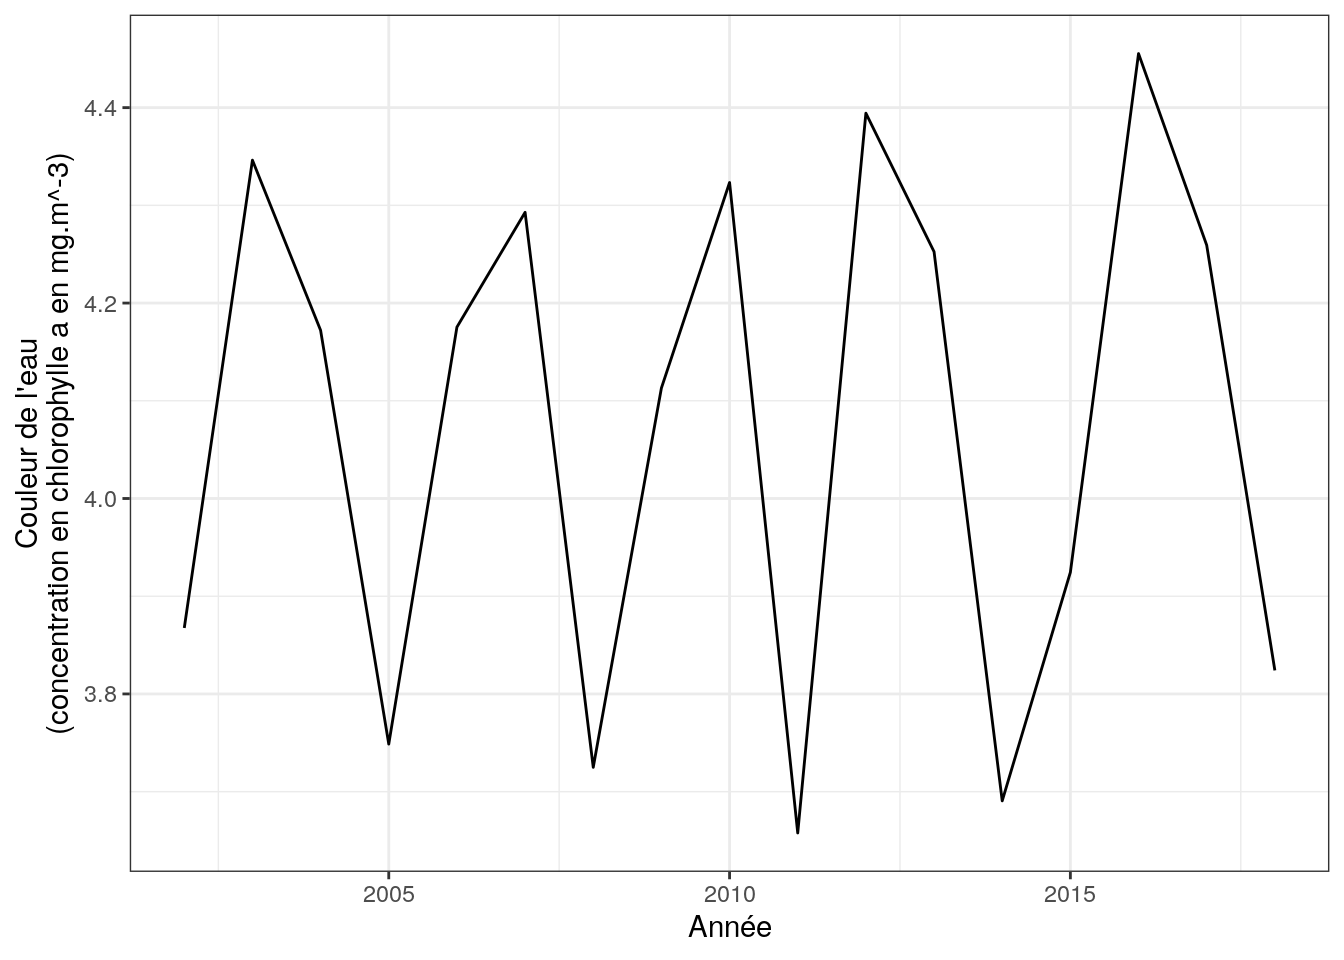 Couleur de l'eau
(concentration en chlorophylle a en mg.m^-3)
4.4
4.2
4.0
3.8
2005
2010
2015
Année